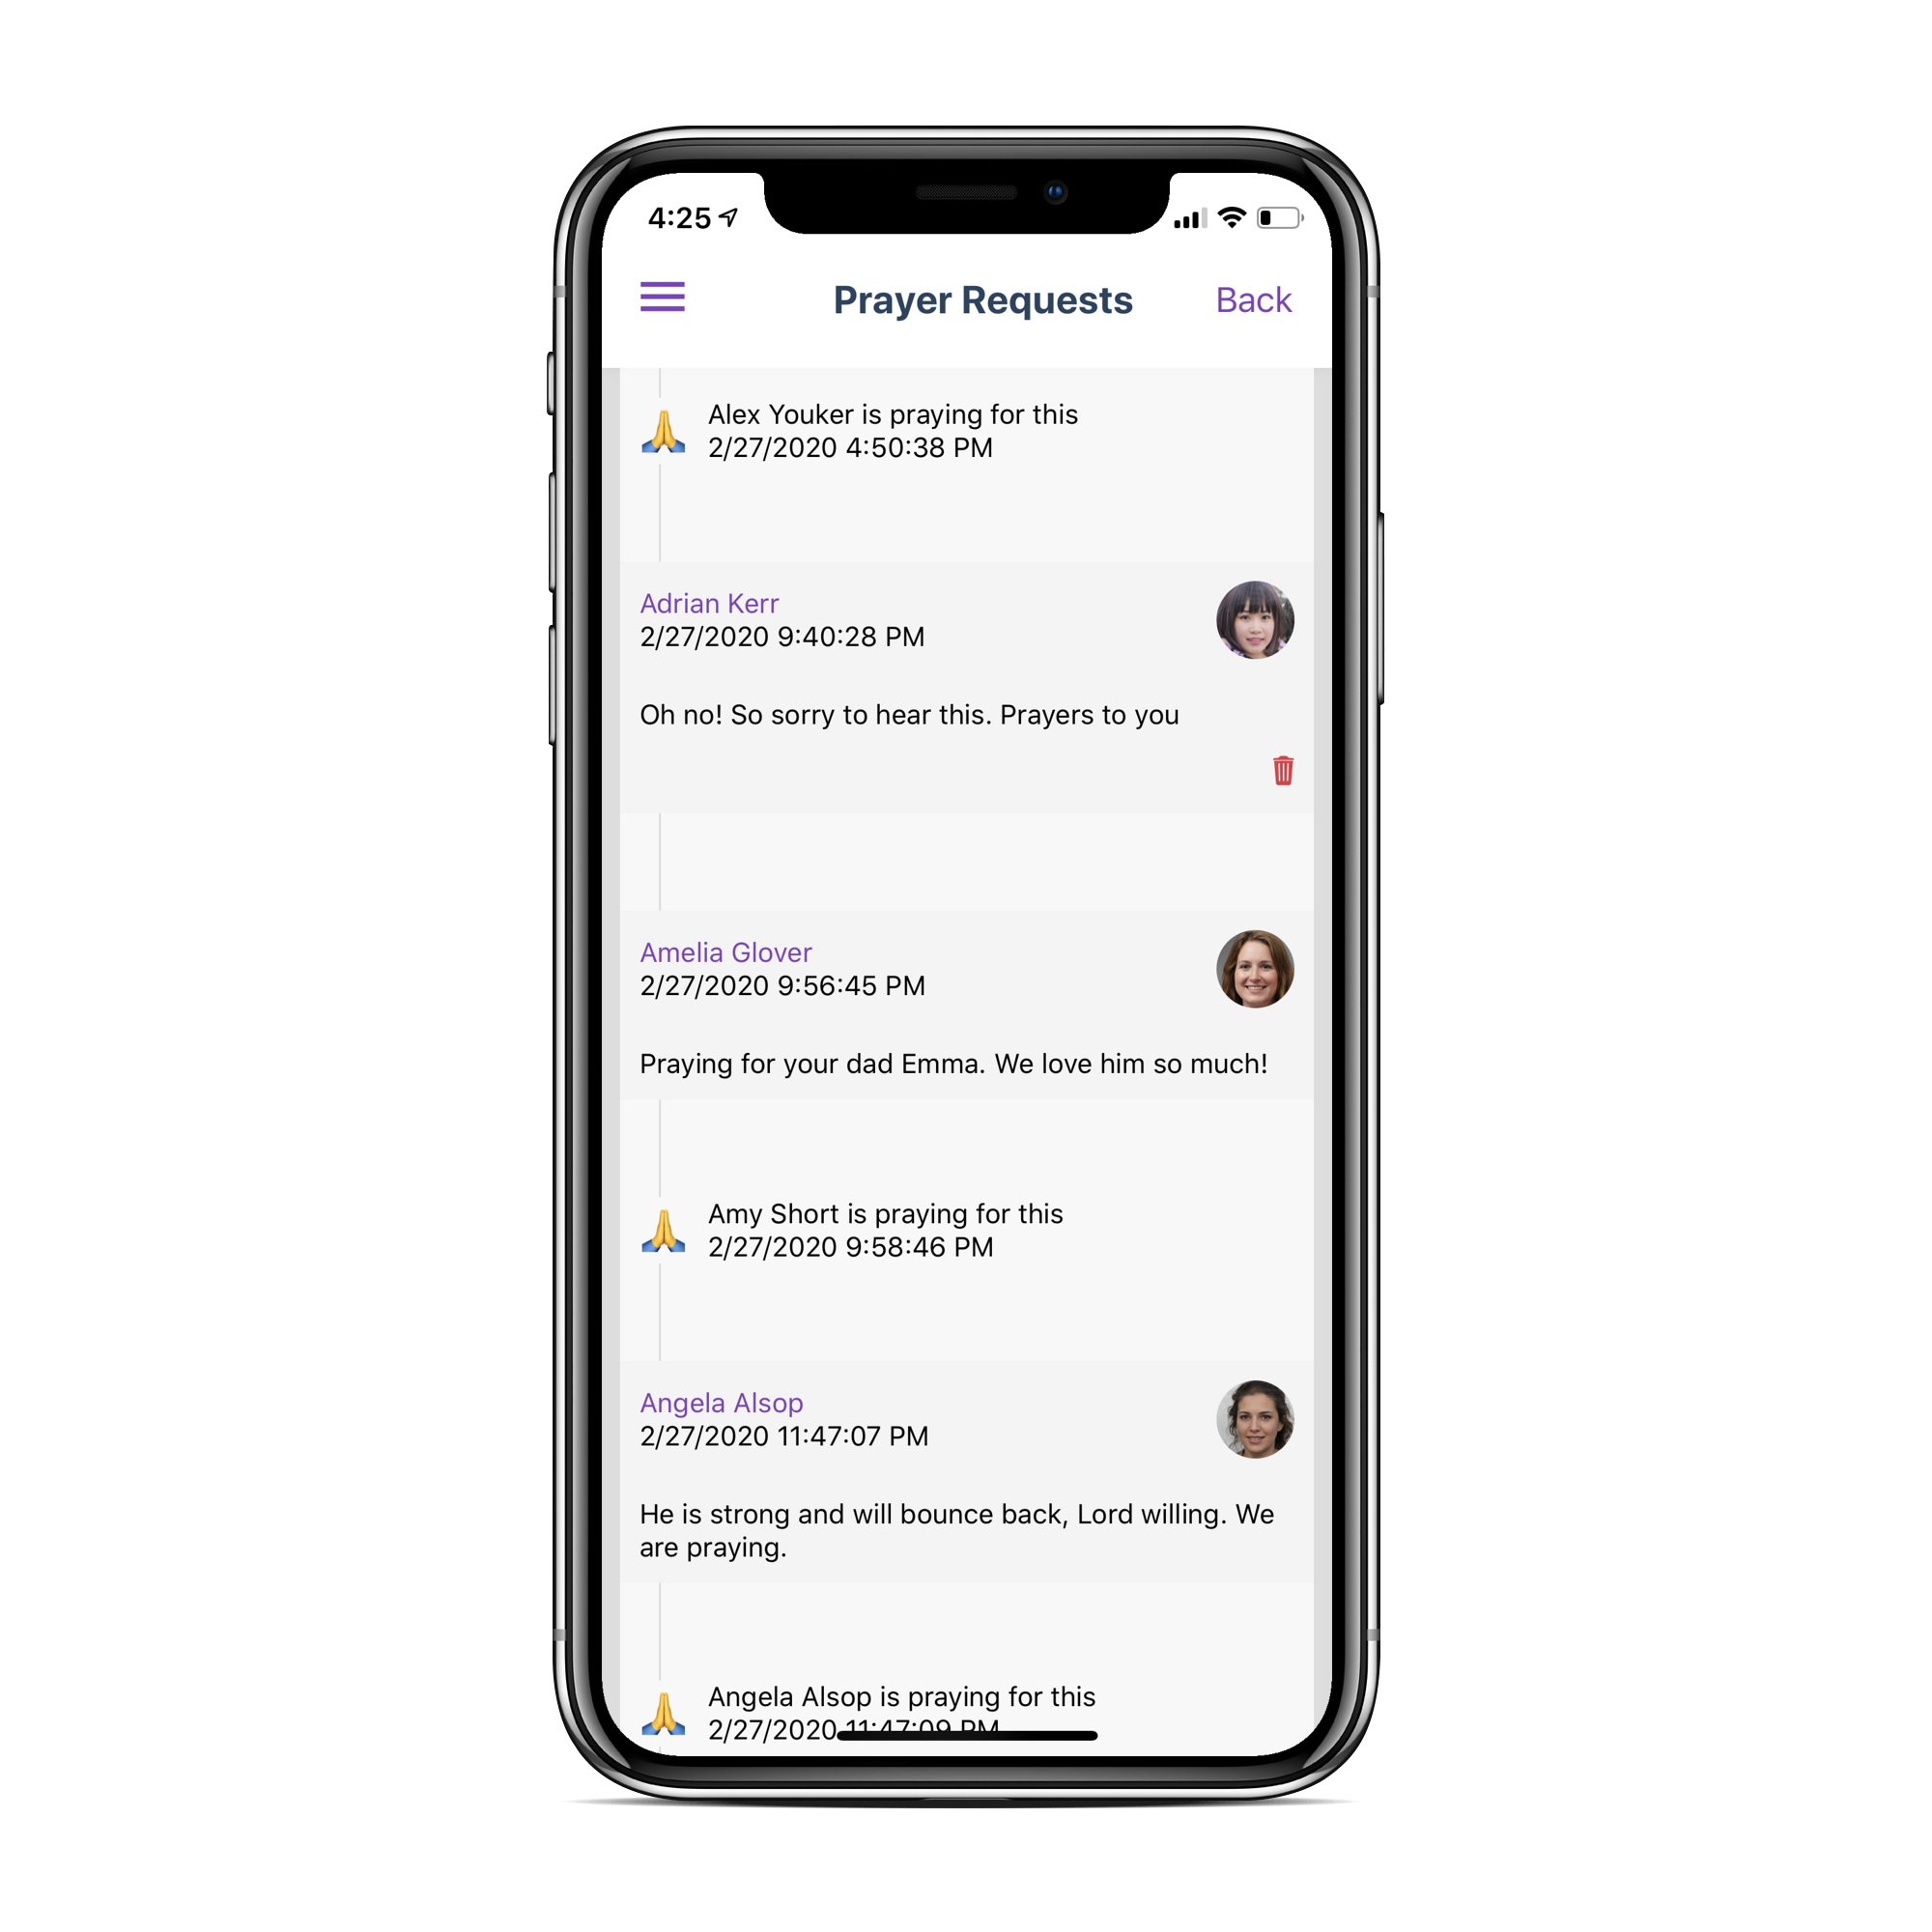 4:25
Prayer Requests Back
Alex Youker is praying for this
2/27/2020 4:50:38 PM
Adrian Kerr
2/27/2020 9:40:28 PM
Oh no! So sorry to hear this. Prayers to you
Amelia Glover
2/27/2020 9:56:45 PM
Praying for your dad Emma. We love him so much!
Amy Short is praying for this
2/27/2020 9:58:46 PM
Angela Alsop
2/27/2020 11:47:07 PM
He is strong and will bounce back, Lord willing. We
are praying.
Angela Alsop is praying for this
2/27/2020 11:47:09 PM